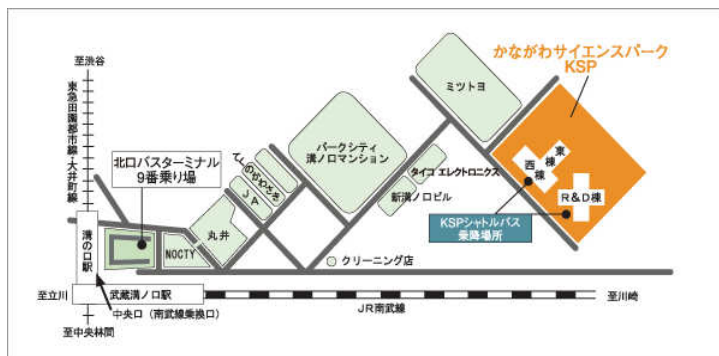 至渋谷
東急田園都市線・大井町線
北口バスターミナル
9番乗り場
溝の口駅
NOCTY
丸井
JA
てくのかわさき
パークシティ
溝ノ口マンション
ミツトヨ
かながわサイエンスパーク
KSP
タイコ エレクトロニクス
新溝ノ口ビル
西棟
東棟
R&D棟
KSPシャトルバス
乗降場所
クリーニング店
至立川
武蔵溝ノ口駅
中央口（南武線乗換口）
至中央林間
JR南武線
至川崎